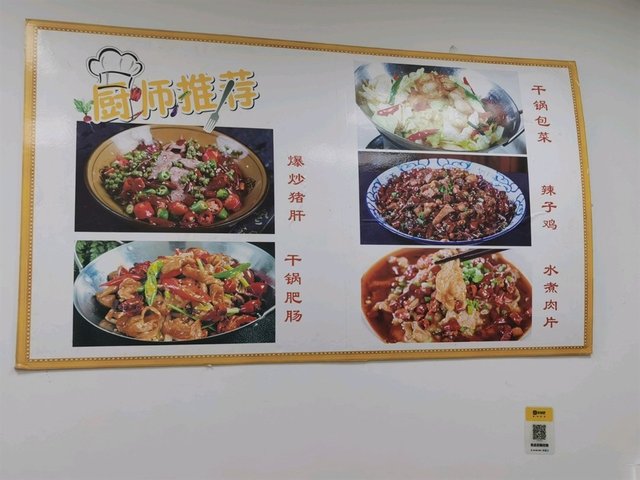 厨师推荐
爆炒猪肝
干锅肥肠
干锅包菜
辣子鸡
水煮肉片